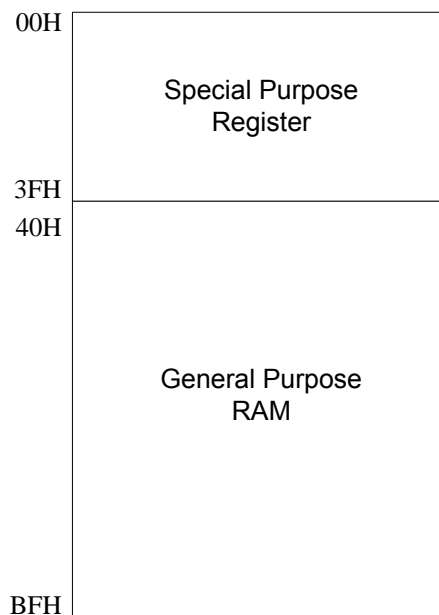 00H
Special Purpose
Register
3FH
40H
General Purpose
RAM
BFH